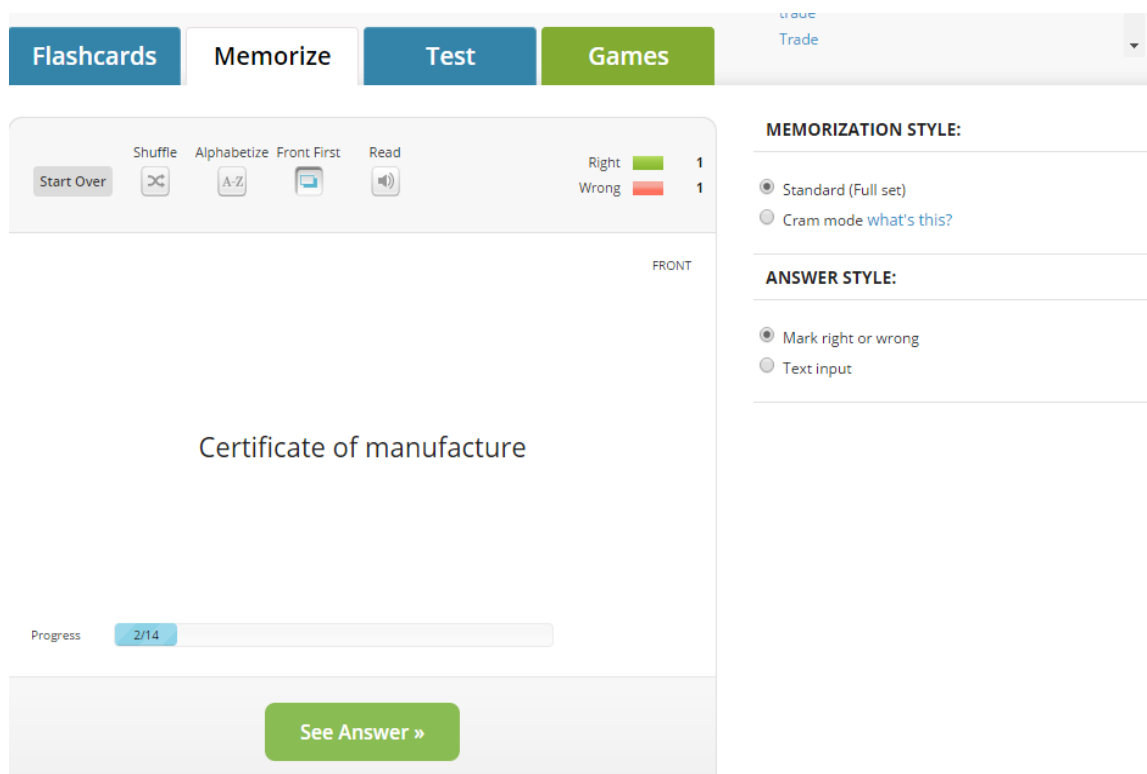 trade
Trade
Flashcards
Memorize
Test
Games
Start Over
Shuffle
Alphabetize
A-Z
Front First
Read
Right 1
Wrong 1
FRONT
Certificate of manufacture
Progress
2/14
See Answer »
MEMORIZATION STYLE:
Standard (Full set)
Cram mode what's this?
ANSWER STYLE:
Mark right or wrong
Text input